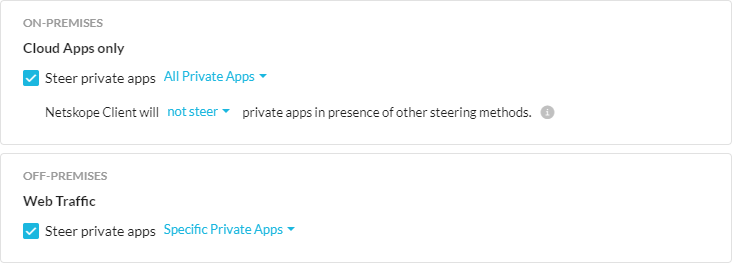 ON-PREMISES
Cloud Apps only
Steer private apps All Private Apps
Netskope Client will not steer private apps in presence of other steering methods.
OFF-PREMISES
Web Traffic
Steer private apps Specific Private Apps